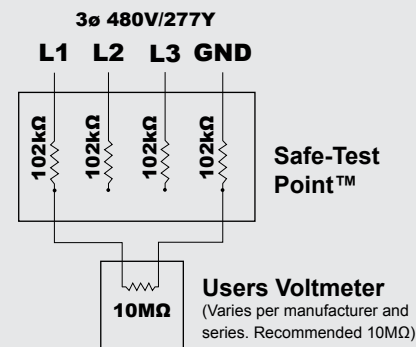 3ø 480V/277Y
L1 L2 L3 GND
102kΩ 102kΩ 102kΩ 102kΩ
Safe-Test
Point™
10MΩ
Users Voltmeter
(Varies per manufacturer and
series. Recommended 10MΩ)